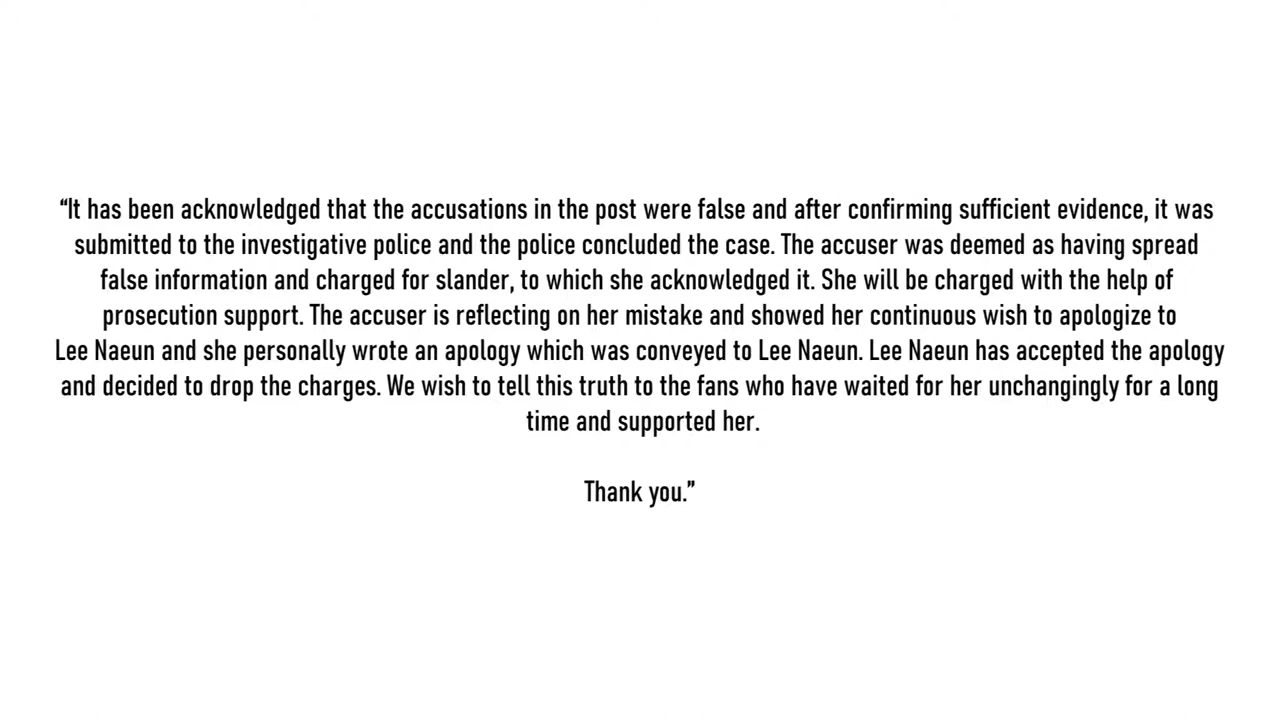 “It has been acknowledged that the accusations in the post were false and after confirming sufficient evidence, it was
submitted to the investigative police and the police concluded the case. The accuser was deemed as having spread
false information and charged for slander, to which she acknowledged it. She will be charged with the help of
prosecution support. The accuser is reflecting on her mistake and showed her continuous wish to apologize to
Lee Naeun and she personally wrote an apology which was conveyed to Lee Naeun. Lee Naeun has accepted the apology
and decided to drop the charges. We wish to tell this truth to the fans who have waited for her unchangingly for a long
time and supported her.
Thank you.”